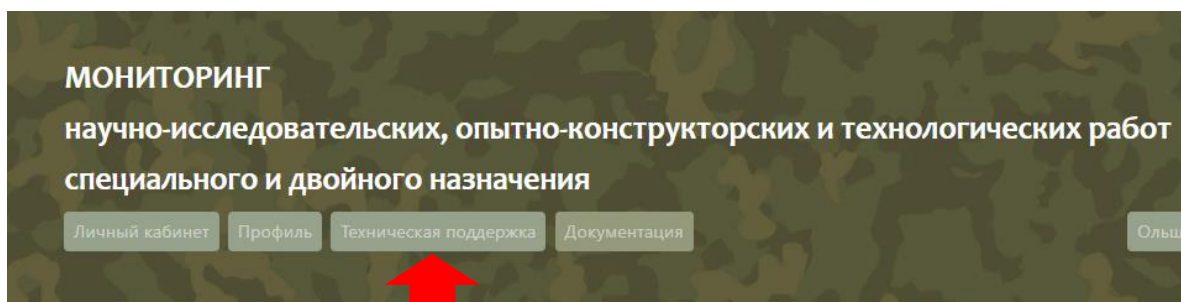 МОНИТОРИНГ
научно-исследовательских, опытно-конструкторских и технологических работ
специального и двойного назначения
Личный кабинет Профиль Техническая поддержка Документация